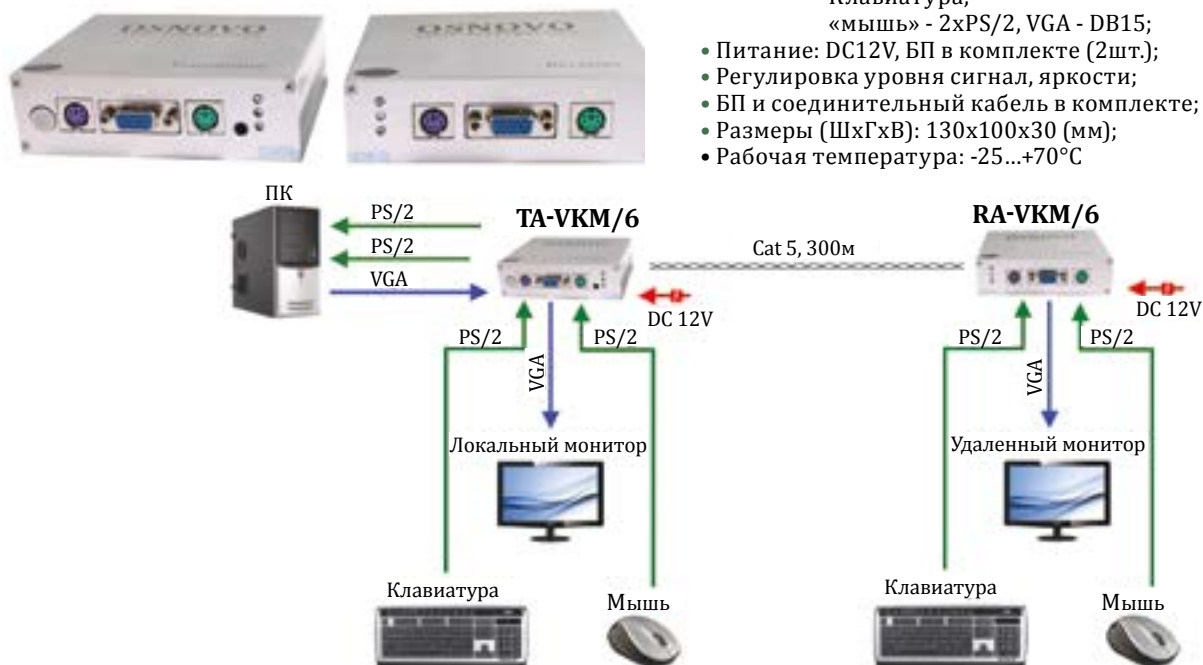 OSNOVO
OSNOVO
Клавиатура,
«мышь» - 2xPS/2, VGA - DB15;
• Питание: DC12V, БП в комплекте (2шт.);
• Регулировка уровня сигнал, яркости;
• БП и соединительный кабель в комплекте;
• Размеры (ШхГхВ): 130x100x30 (мм);
• Рабочая температура: -25...+70°C
ПК
PS/2
PS/2
VGA
TA-VKM/6
DC 12V
Cat 5, 300м
RA-VKM/6
DC 12V
PS/2
VGA
PS/2
PS/2
VGA
PS/2
Локальный монитор
Удаленный монитор
Клавиатура
Мышь
Клавиатура
Мышь